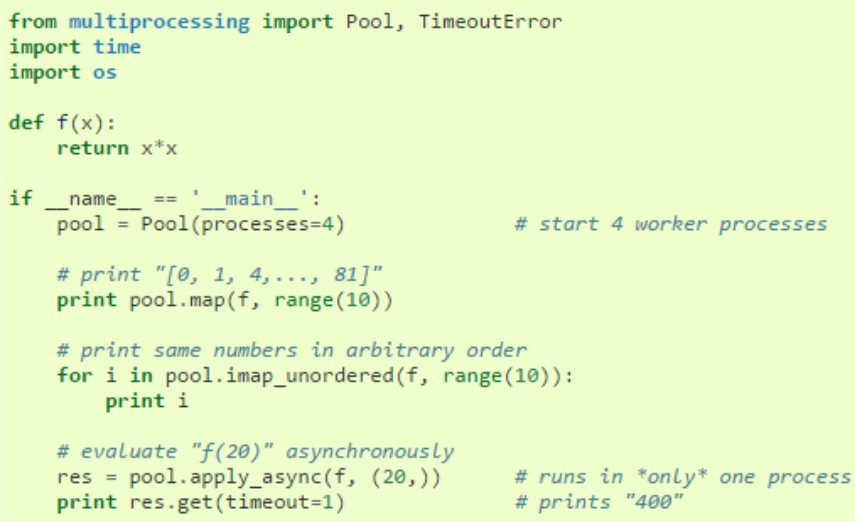 from multiprocessing import Pool, TimeoutError
import time
import os

def f(x):
    return x*x

if __name__ == '__main__':
    pool = Pool(processes=4)              # start 4 worker processes

    # print "[0, 1, 4,..., 81]"
    print pool.map(f, range(10))

    # print same numbers in arbitrary order
    for i in pool.imap_unordered(f, range(10)):
        print i

    # evaluate "f(20)" asynchronously
    res = pool.apply_async(f, (20,))      # runs in *only* one process
    print res.get(timeout=1)              # prints "400"